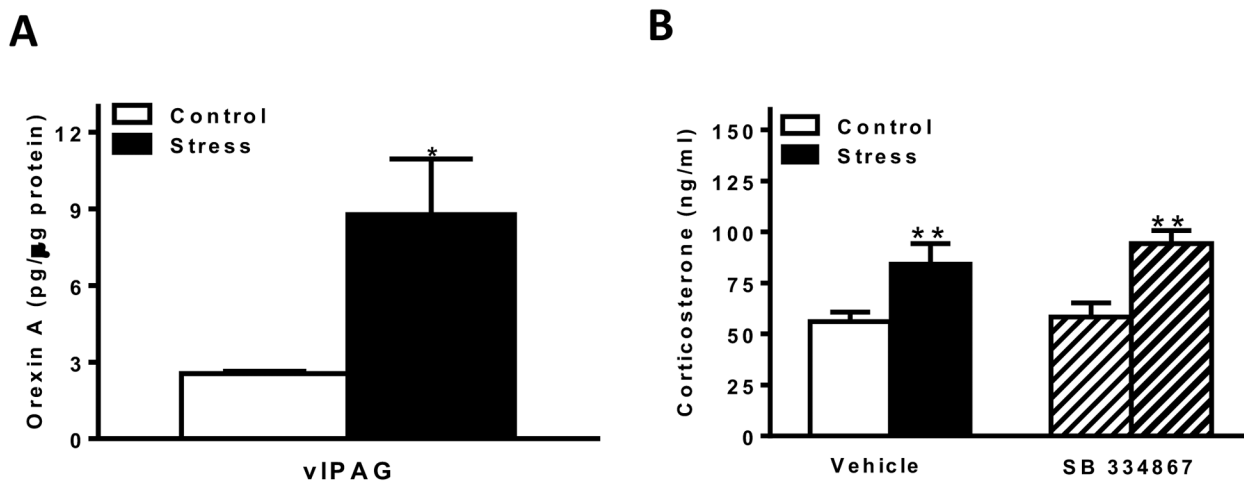 A
Control
Stress
Orexin A (pg/µg protein)
12
9
6
3
0
*
vlPAG
B
Control
Stress
Corticosterone (ng/ml)
150
125
100
75
50
25
0
**
**
Vehicle
SB 334867